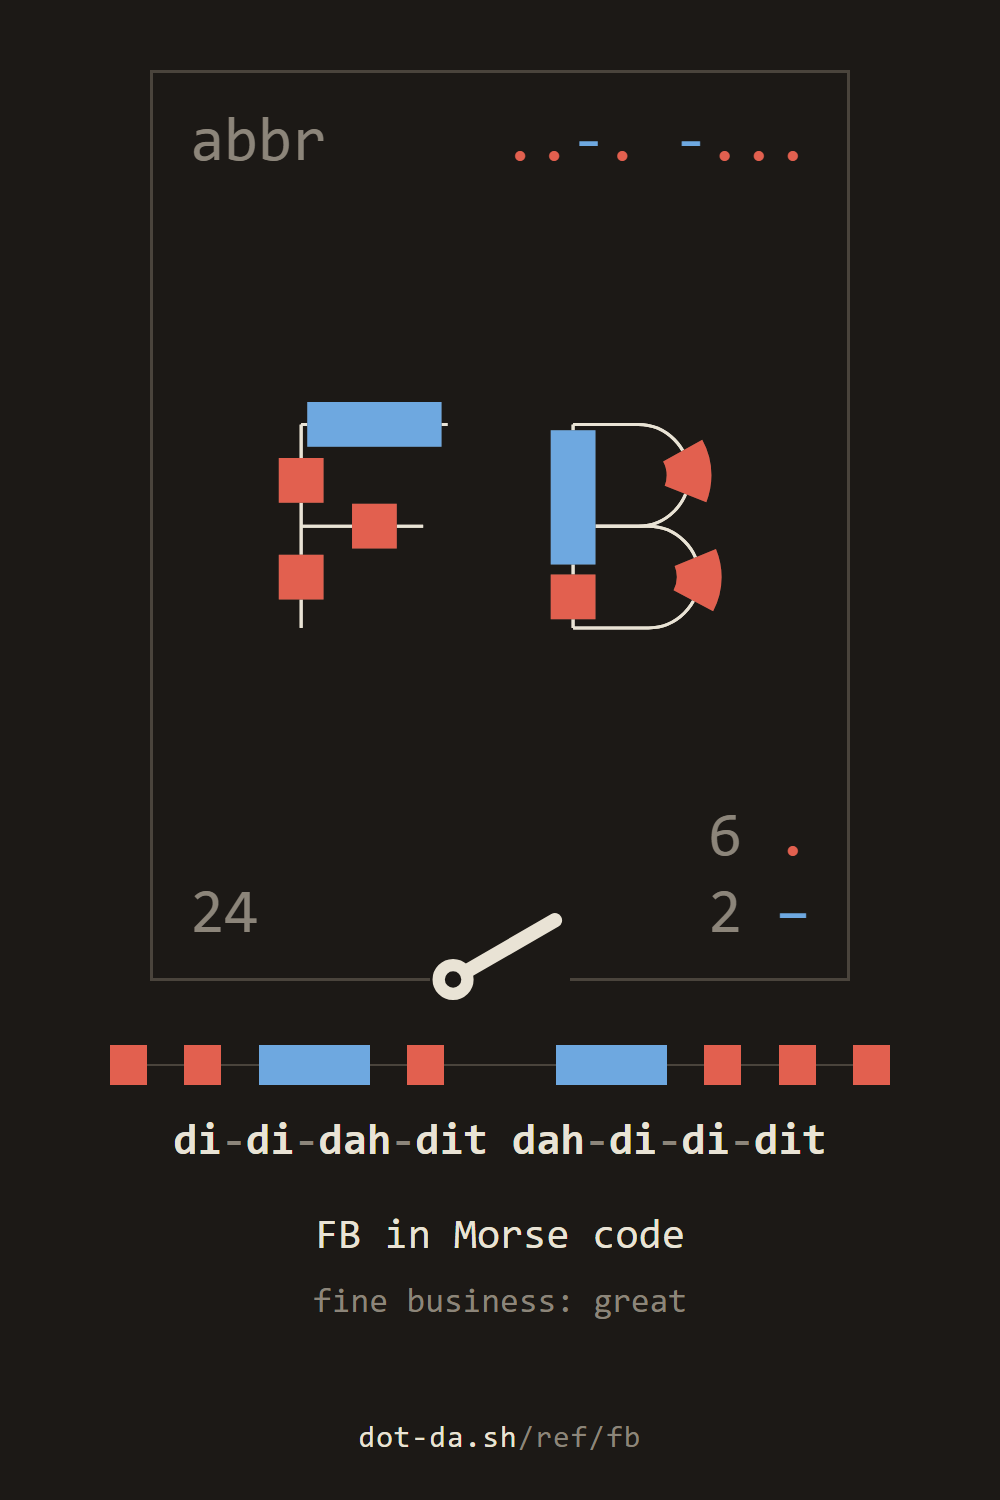 abbr ..-. -...
FB
6 .
24 2 -
di-di-dah-dit dah-di-di-dit
FB in Morse code
fine business: great
dot-da.sh/ref/fb